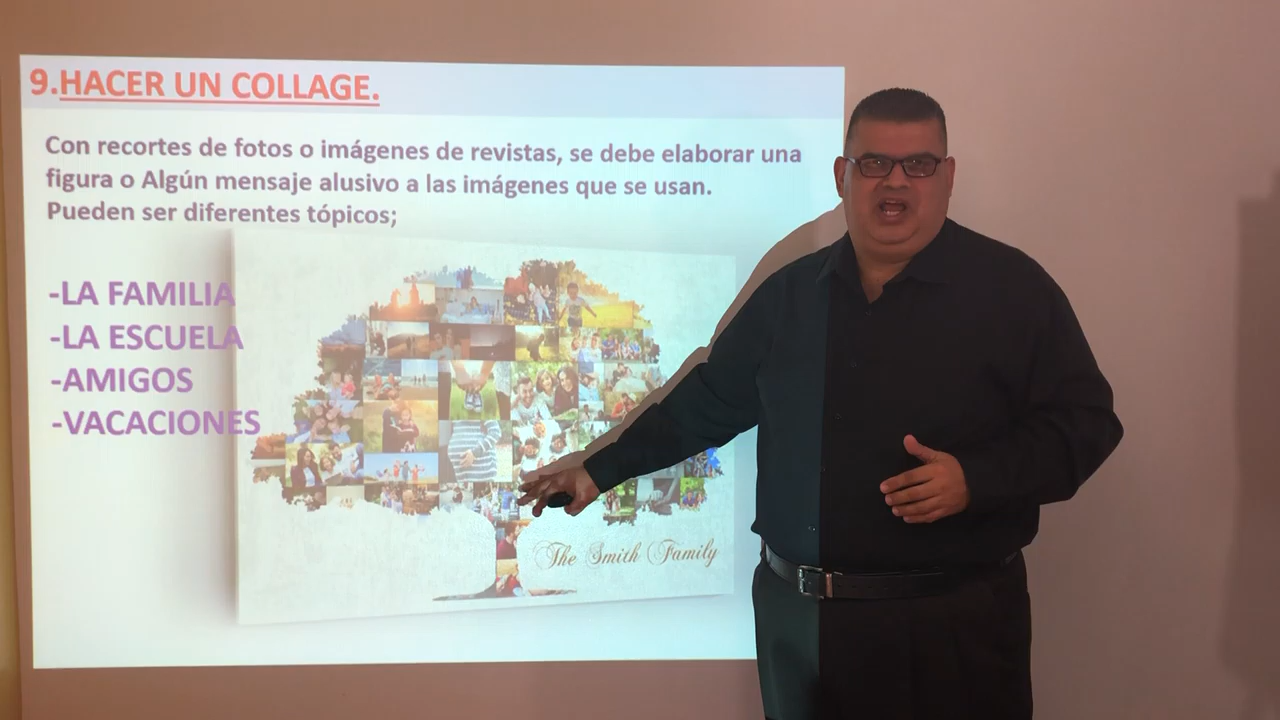 9.HACER UN COLLAGE.
Con recortes de fotos o imágenes de revistas, se debe elaborar una
figura o Algún mensaje alusivo a las imágenes que se usan.
Pueden ser diferentes tópicos;
-LA FAMILIA
-LA ESCUELA
-AMIGOS
-VACACIONES
The Smith Family